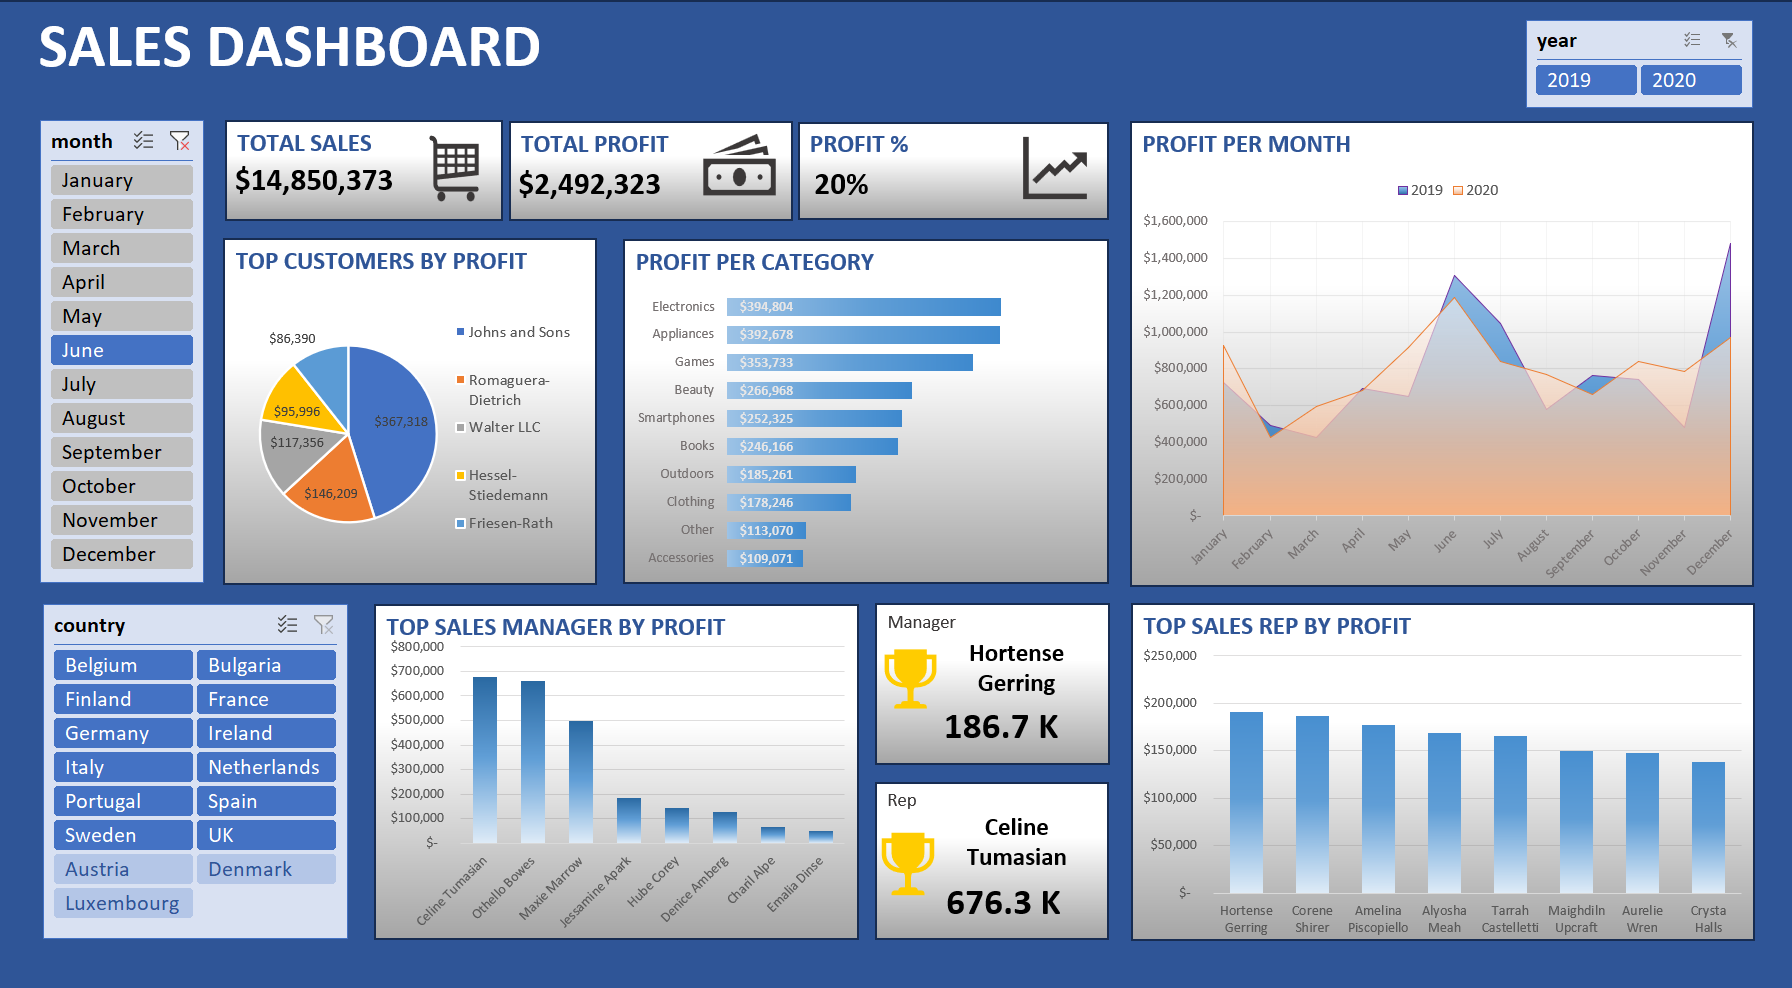 SALES DASHBOARD
year
2019 2020
month
January
February
March
April
May
June
July
August
September
October
November
December
TOTAL SALES
$14,850,373
TOTAL PROFIT
$2,492,323
PROFIT %
20%
TOP CUSTOMERS BY PROFIT
$86,390
$95,996
$117,356
$146,209
$367,318
Johns and Sons
Romaguera-
Dietrich
Walter LLC
Hessel-
Stiedemann
Friesen-Rath
PROFIT PER CATEGORY
Electronics $394,804
Appliances $392,678
Games $353,733
Beauty $266,968
Smartphones $252,325
Books $246,166
Outdoors $185,261
Clothing $178,246
Other $113,070
Accessories $109,071
PROFIT PER MONTH
2019 2020
$1,600,000
$1,400,000
$1,200,000
$1,000,000
$800,000
$600,000
$400,000
$200,000
$-
January February March April May June July August September October November December
country
Belgium Bulgaria
Finland France
Germany Ireland
Italy Netherlands
Portugal Spain
Sweden UK
Austria Denmark
Luxembourg
TOP SALES MANAGER BY PROFIT
$800,000
$700,000
$600,000
$500,000
$400,000
$300,000
$200,000
$100,000
$-
Celine Tumasian Othello Bowes Maxie Marrow Jessamine Apark Hube Corey Denice Amberg Charil Alpe Emalia Dinse
Manager
Hortense
Gerring
186.7 K
Rep
Celine
Tumasian
676.3 K
TOP SALES REP BY PROFIT
$250,000
$200,000
$150,000
$100,000
$50,000
$-
Hortense Corene Amelina Alyosha Tarrah Maighdiln Aurelie Crysta
Gerring Shirer Piscopiello Meah Castelletti Upcraft Wren Halls